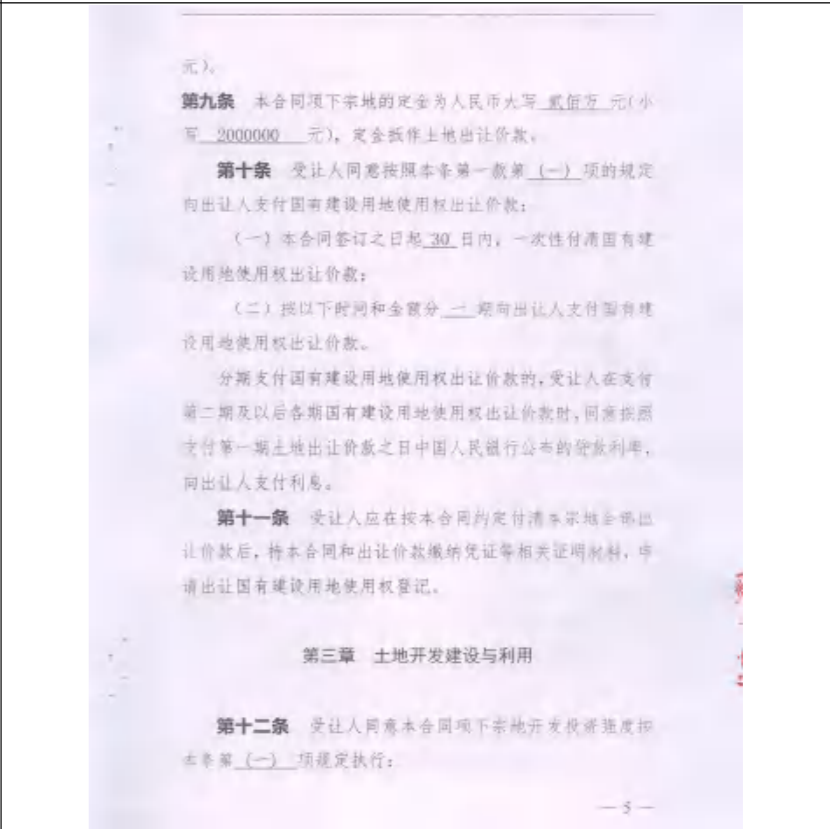 元)。
第九条 本合同项下宗地的定金为人民币大写 贰佰万 元(小
写 2000000 元)，定金抵作土地出让价款。
第十条 受让人同意按照本条第一款第 (一) 项的规定
向出让人支付国有建设用地使用权出让价款：
(一) 本合同签订之日起 30 日内，一次性付清国有建
设用地使用权出让价款；
(二) 按以下时间和金额分 一 期向出让人支付国有建
设用地使用权出让价款。
分期支付国有建设用地使用权出让价款的，受让人在支付
第二期及以后各期国有建设用地使用权出让价款时，同意按照
支付第一期土地出让价款之日中国人民银行公布的贷款利率，
向出让人支付利息。
第十一条 受让人应在按本合同约定付清本宗地全部出
让价款后，持本合同和出让价款缴纳凭证等相关证明材料，申
请出让国有建设用地使用权登记。
第三章 土地开发建设与利用
第十二条 受让人同意本合同项下宗地开发投资进度按
本条第 (一) 项规定执行：
— 5 —